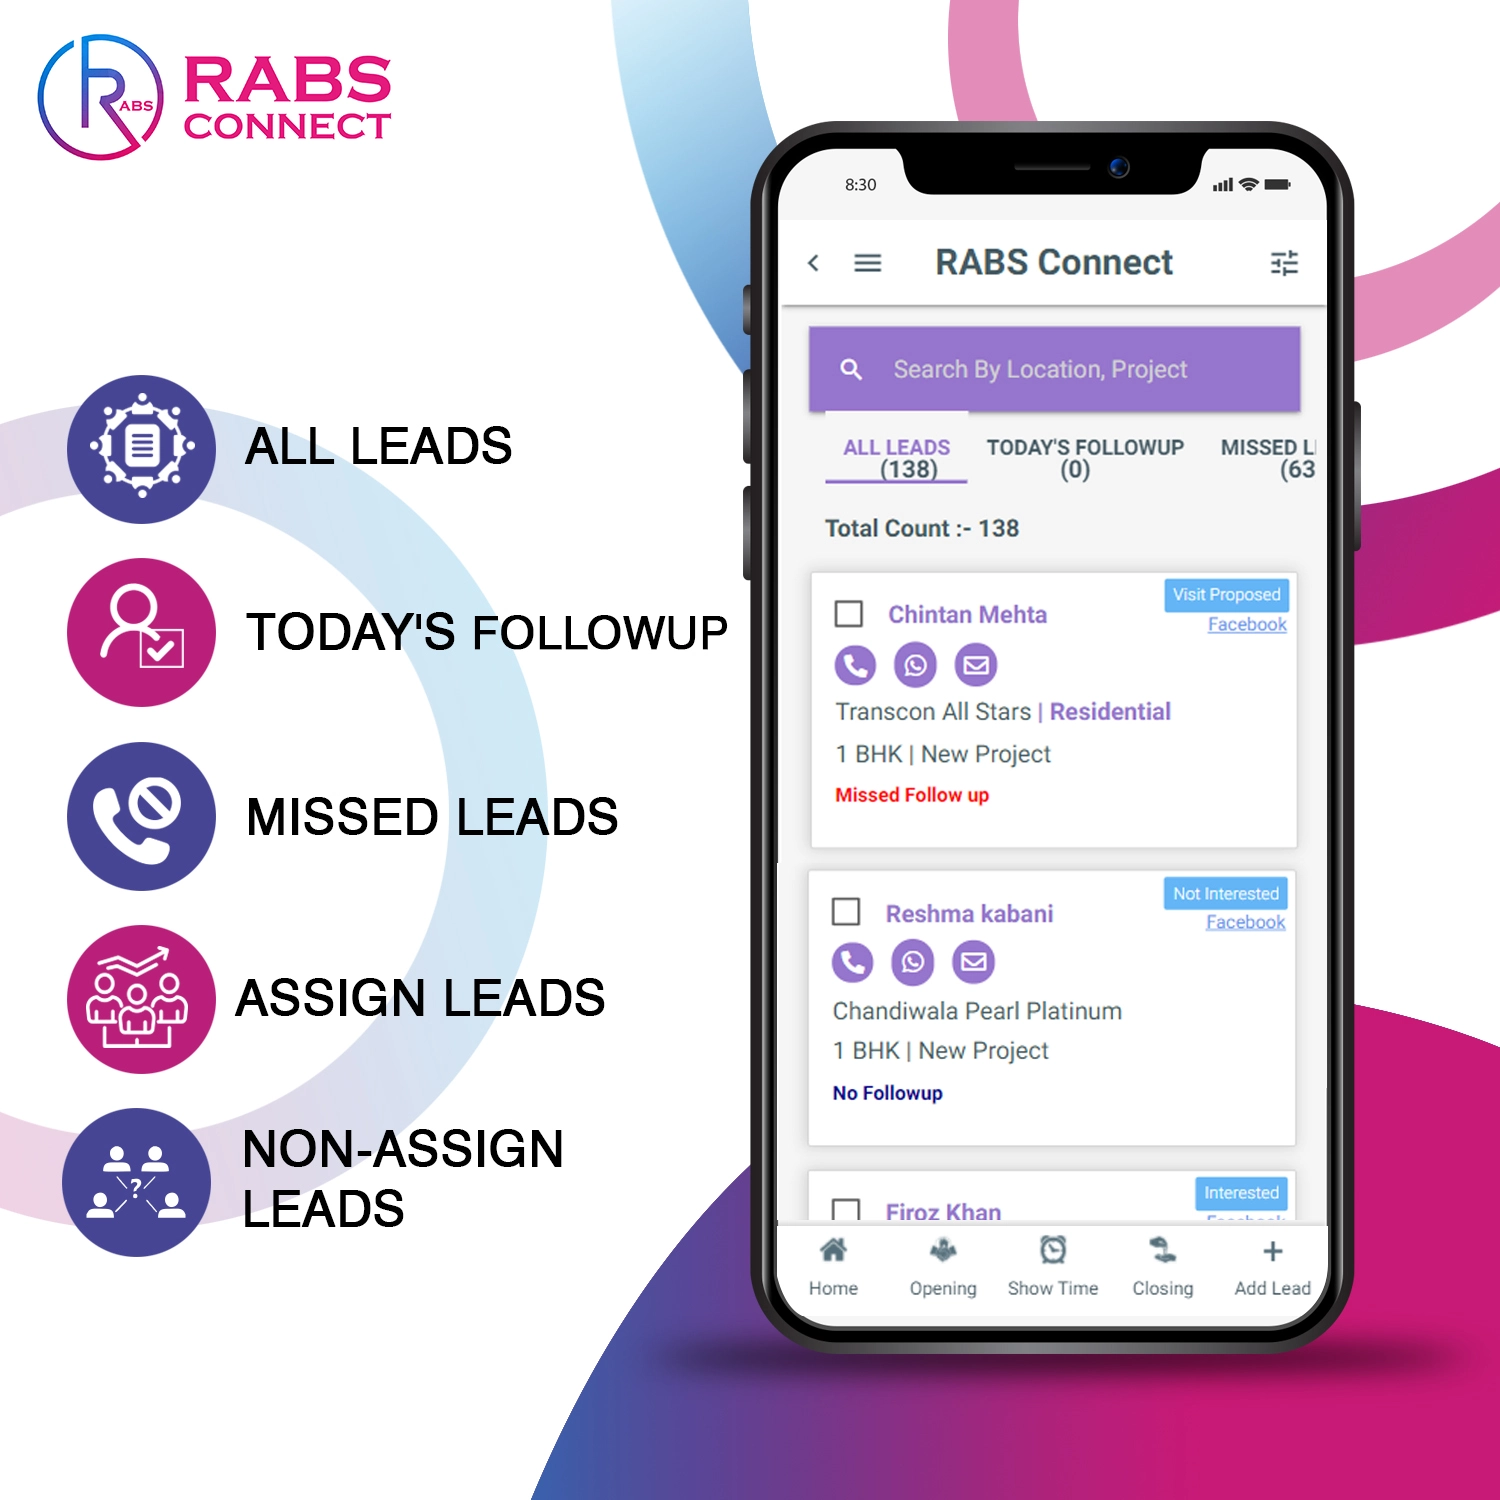 ABS
RABS
CONNECT
ALL LEADS
TODAY'S FOLLOWUP
MISSED LEADS
ASSIGN LEADS
?
NON-ASSIGN
LEADS
8:30
RABS Connect
Search By Location, Project
ALL LEADS TODAY'S FOLLOWUP MISSED L
(138) (0) (63
Total Count :- 138
Visit Proposed
Chintan Mehta
Facebook
Transcon All Stars | Residential
1 BHK | New Project
Missed Follow up
Not Interested
Reshma kabani
Facebook
Chandiwala Pearl Platinum
1 BHK | New Project
No Followup
Interested
Firoz Khan
Facebook
Home Opening Show Time Closing Add Lead